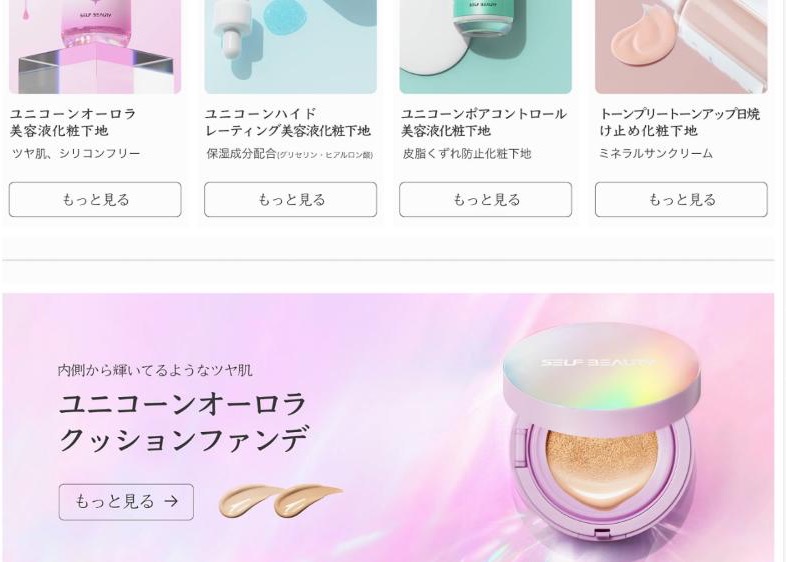 SELF BEAUTY
SELF BEAUTY
ユニコーンオーロラ
美容液化粧下地
ツヤ肌、シリコンフリー
もっと見る
ユニコーンハイド
レーティング美容液化粧下地
保湿成分配合(グリセリン・ヒアルロン酸)
もっと見る
ユニコーンポアコントロール
美容液化粧下地
皮脂くずれ防止化粧下地
もっと見る
トーンプリートーンアップ日焼
け止め化粧下地
ミネラルサンクリーム
もっと見る
内側から輝いてるようなツヤ肌
ユニコーンオーロラ
クッションファンデ
もっと見る →
SELF BEAUTY